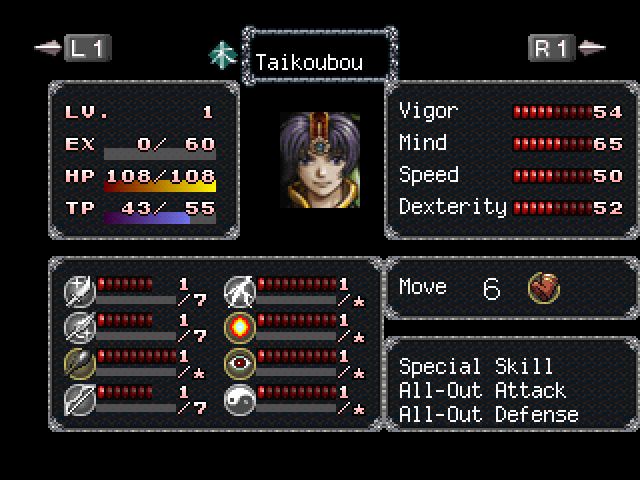 L1
Taikoubou
R1
LV. 1
EX 0/ 60
HP 108/108
TP 43/ 55
Vigor 54
Mind 65
Speed 50
Dexterity 52
1
/7
1
/*
1
/7
1
/*
1
/*
1
/*
1
/7
1
/*
Move 6
Special Skill
All-Out Attack
All-Out Defense